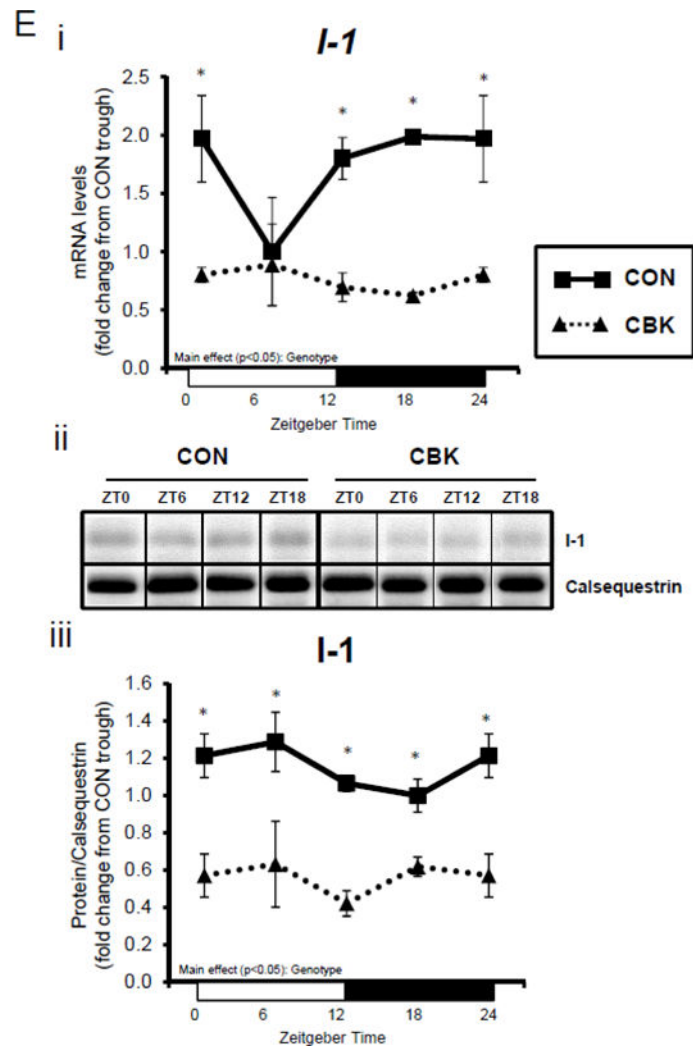 E
i
I-1
mRNA levels
(fold change from CON trough)
2.5
2.0
1.5
1.0
0.5
0.0
* * * *
Main effect (p<0.05): Genotype
0 6 12 18 24
Zeitgeber Time
CON
CBK
ii
CON CBK
ZT0 ZT6 ZT12 ZT18 ZT0 ZT6 ZT12 ZT18
I-1
Calsequestrin
iii
I-1
Protein/Calsequestrin
(fold change from CON trough)
1.6
1.4
1.2
1.0
0.8
0.6
0.4
0.2
0.0
* * * * *
Main effect (p<0.05): Genotype
0 6 12 18 24
Zeitgeber Time